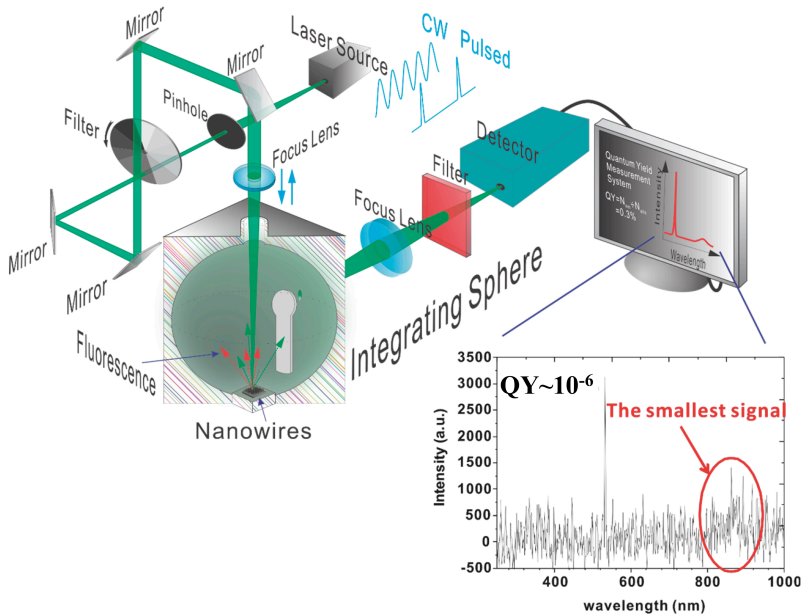 Mirror
Laser Source
CW
Pulsed
Mirror
Pinhole
Filter
Focus Lens
Detector
Filter
Focus Lens
Mirror
Mirror
Integrating Sphere
Fluorescence
Nanowires
Quantum Yield
Measurement
System
=0.3%
Intensity
Wavelength
QY~10-6
The smallest signal
3500
3000
2500
2000
1500
1000
500
0
-500
Intensity (a.u.)
400
600
800
1000
wavelength (nm)